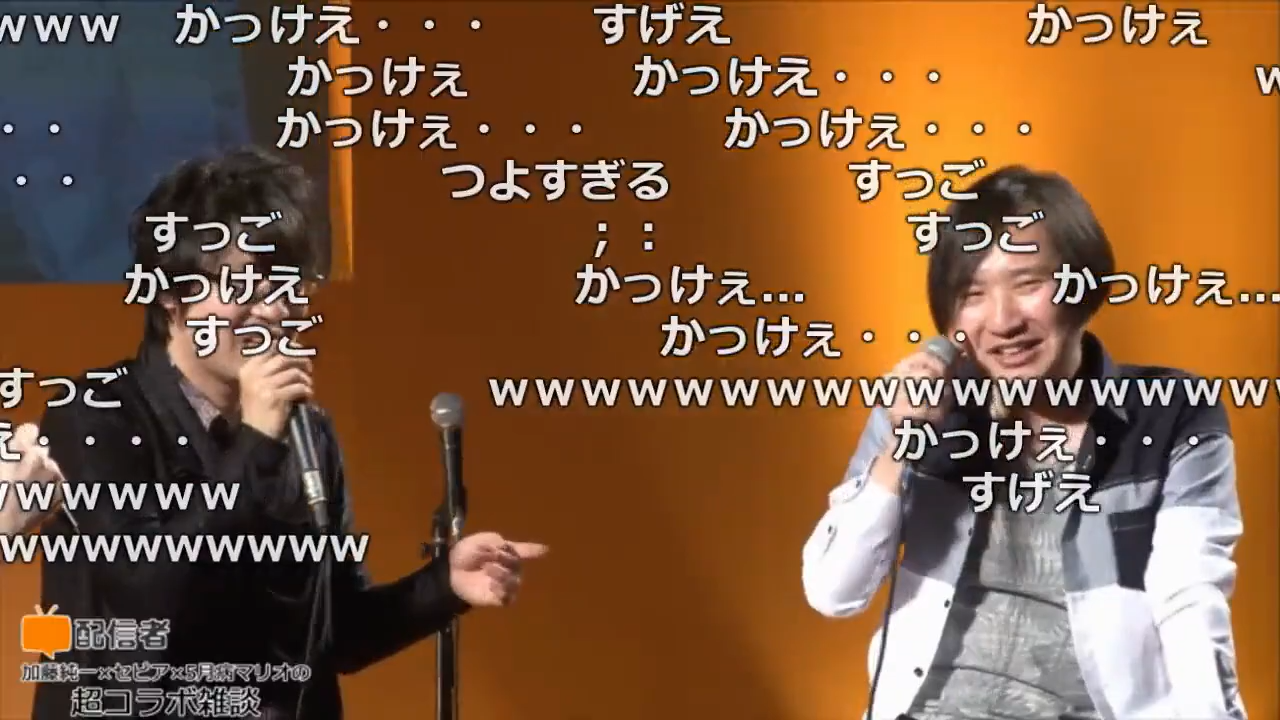 www かっけえ・・・ すげえ かっけぇ
かっけぇ かっけえ・・・ w
・・ かっけぇ・・・ かっけぇ・・・
・・ つよすぎる すっご
すっご ；： すっご
かっけえ かっけぇ... かっけぇ...
すっご かっけぇ・・・
すっご wwwwwwwwwwwwwwwww
ぇ・・・・ かっけぇ・・・
wwwwww すげえ
wwwwwwwwww
配信者
加藤純一×セピア×5月病マリオの
超コラボ雑談